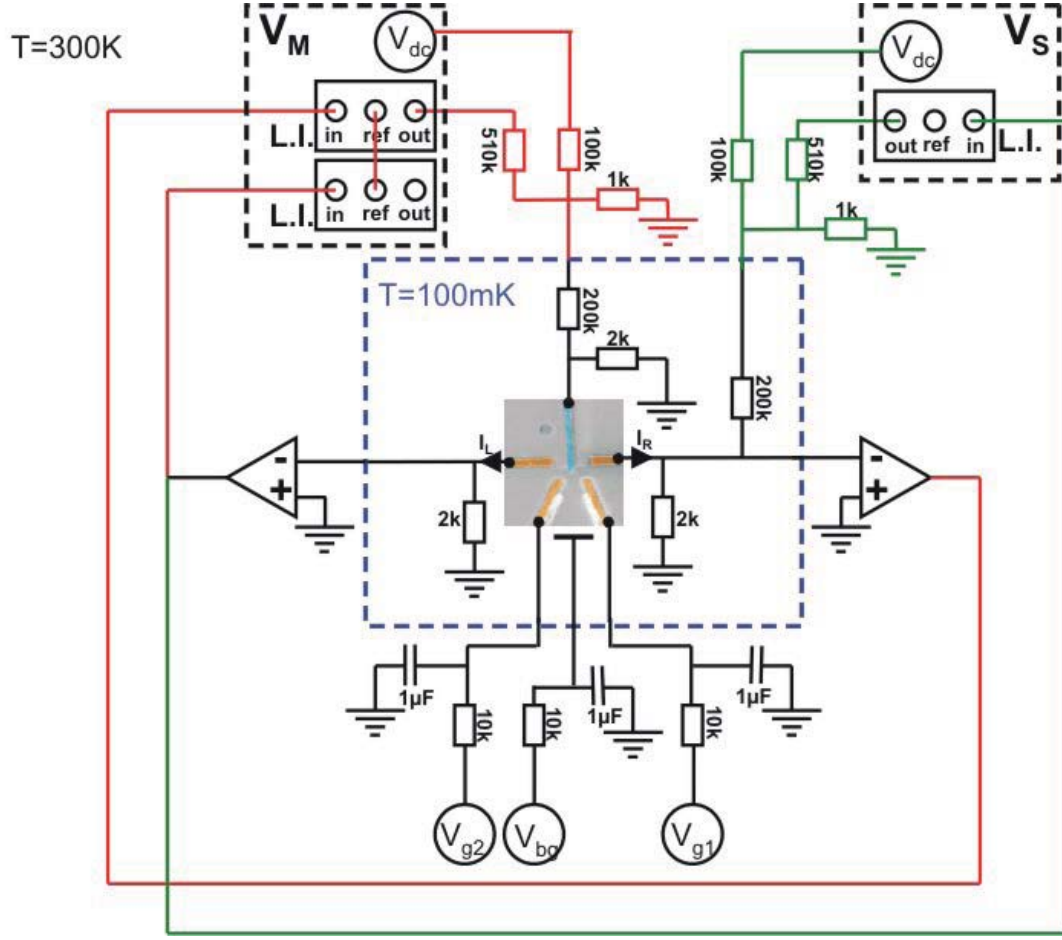 T=300K
V_M
V_dc
in ref out
L.I.
in ref out
L.I.
510k
100k
1k
V_S
V_dc
out ref in
L.I.
100k
510k
1k
T=100mK
200k
2k
200k
I_L
I_R
-
+
2k
2k
-
+
1µF
10k
10k
1µF
10k
1µF
V_g2
V_bg
V_g1